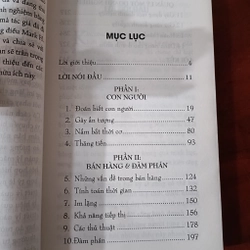 MỤC LỤC
Lời giới thiệu 6
LỜI NÓI ĐẦU 11
PHẦN I.
CON NGƯỜI
1. Đoán biết con người 19
2. Gây ấn tượng 47
3. Nắm bắt thời cơ 80
4. Thăng tiến 93
PHẦN II.
BÁN HÀNG & ĐÀM PHÁN
5. Những vấn đề trong bán hàng 124
6. Tính toán thời gian 132
7. Im lặng 150
8. Khả năng tiếp thị 156
9. Các thủ thuật 178
10. Đàm phán 197